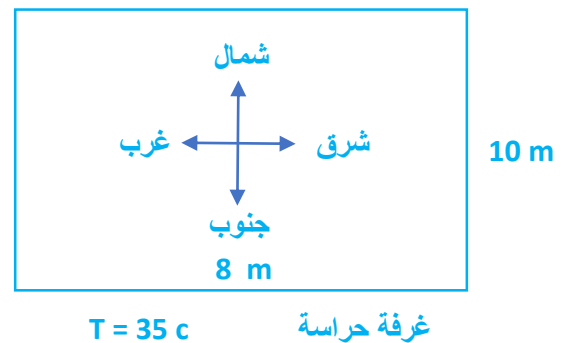 شمال
غرب
شرق
10 m
جنوب
8 m
T = 35 c
غرفة حراسة